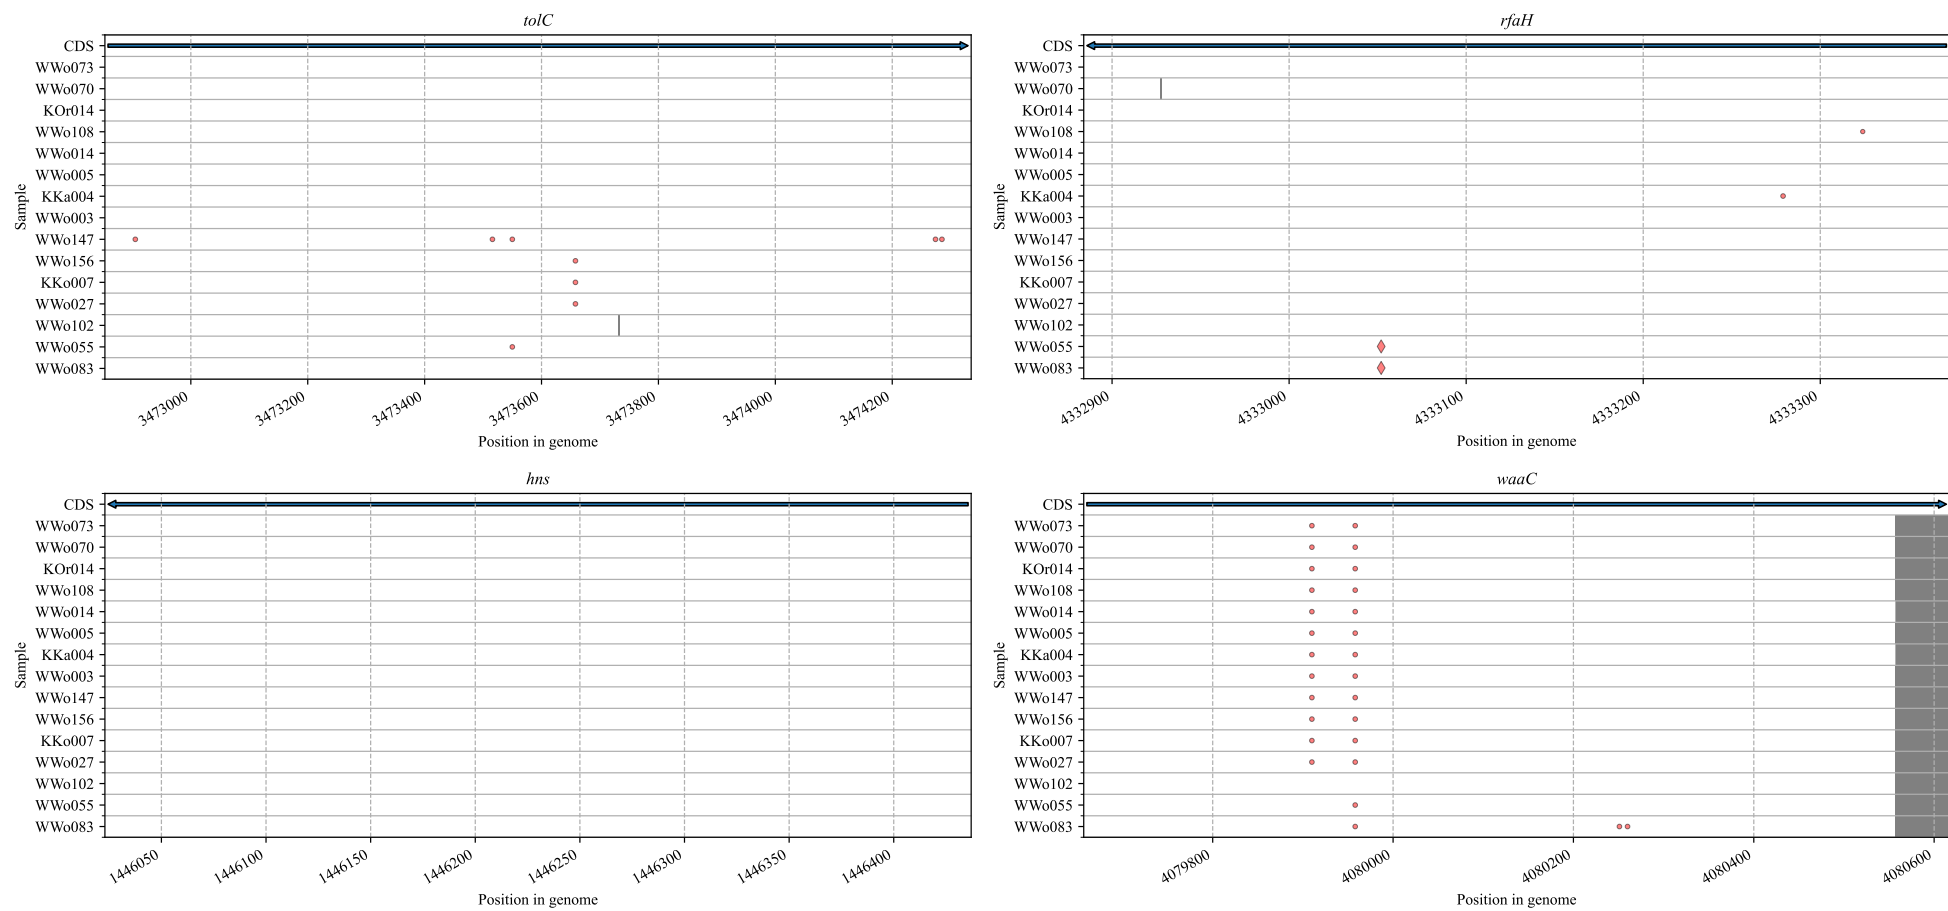 tolC
CDS
WWo073
WWo070
KOr014
WWo108
WWo014
WWo005
KKa004
WWo003
WWo147
WWo156
KKo007
WWo027
WWo102
WWo055
WWo083
Sample
3473000 3473200 3473400 3473600 3473800 3474000 3474200
Position in genome
rfaH
CDS
WWo073
WWo070
KOr014
WWo108
WWo014
WWo005
KKa004
WWo003
WWo147
WWo156
KKo007
WWo027
WWo102
WWo055
WWo083
Sample
4332900 4333000 4333100 4333200 4333300
Position in genome
hns
CDS
WWo073
WWo070
KOr014
WWo108
WWo014
WWo005
KKa004
WWo003
WWo147
WWo156
KKo007
WWo027
WWo102
WWo055
WWo083
Sample
1446050 1446100 1446150 1446200 1446250 1446300 1446350 1446400
Position in genome
waaC
CDS
WWo073
WWo070
KOr014
WWo108
WWo014
WWo005
KKa004
WWo003
WWo147
WWo156
KKo007
WWo027
WWo102
WWo055
WWo083
Sample
4079800 4080000 4080200 4080400 4080600
Position in genome